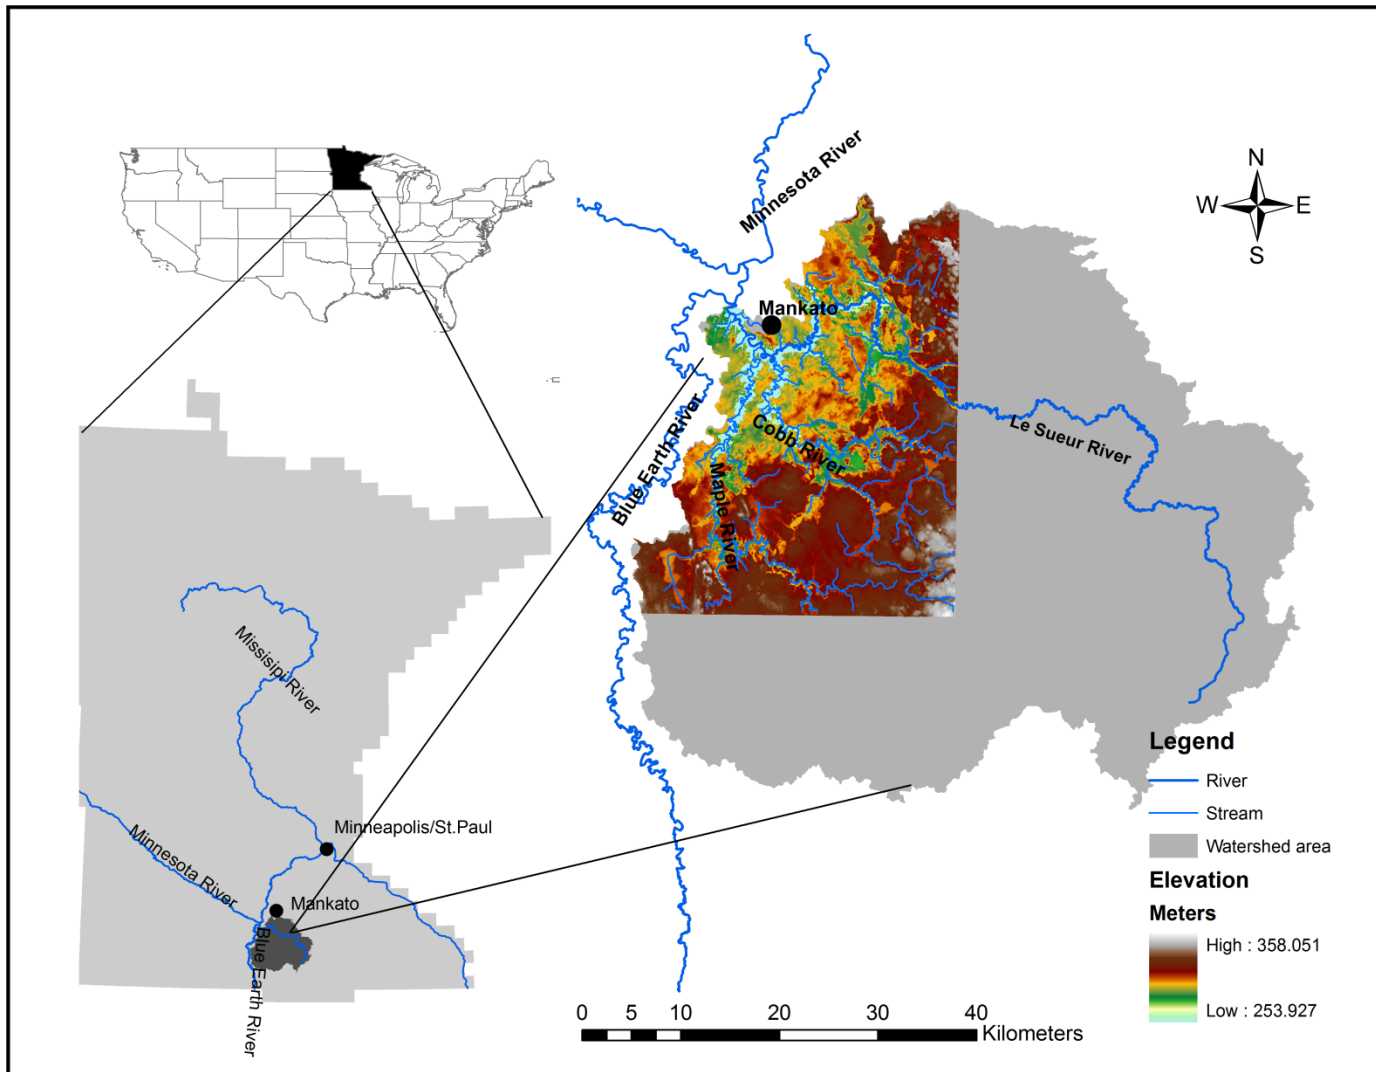 Minnesota River
N
W
E
S
Mankato
Blue Earth River
Cobb River
Maple River
Le Sueur River
Missisipi River
Minneapolis/St.Paul
Minnesota River
Mankato
Blue Earth River
Legend
River
Stream
Watershed area
Elevation
Meters
High : 358.051
Low : 253.927
0 5 10 20 30 40
Kilometers